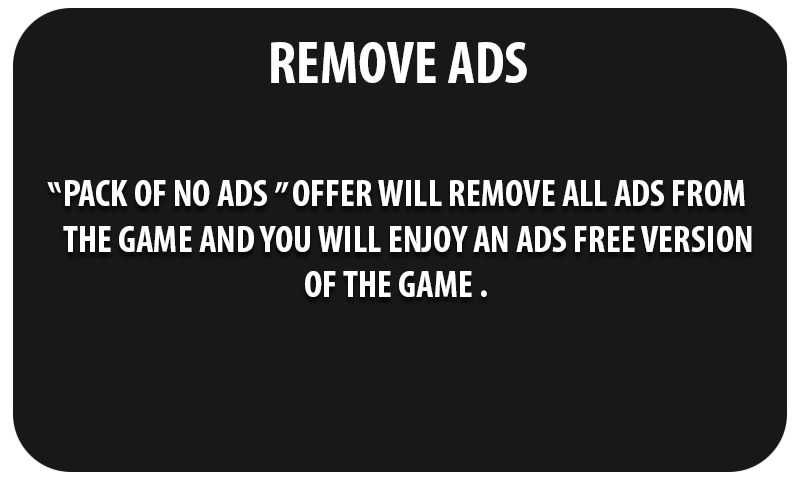 REMOVE ADS
“PACK OF NO ADS ” OFFER WILL REMOVE ALL ADS FROM
THE GAME AND YOU WILL ENJOY AN ADS FREE VERSION
OF THE GAME .